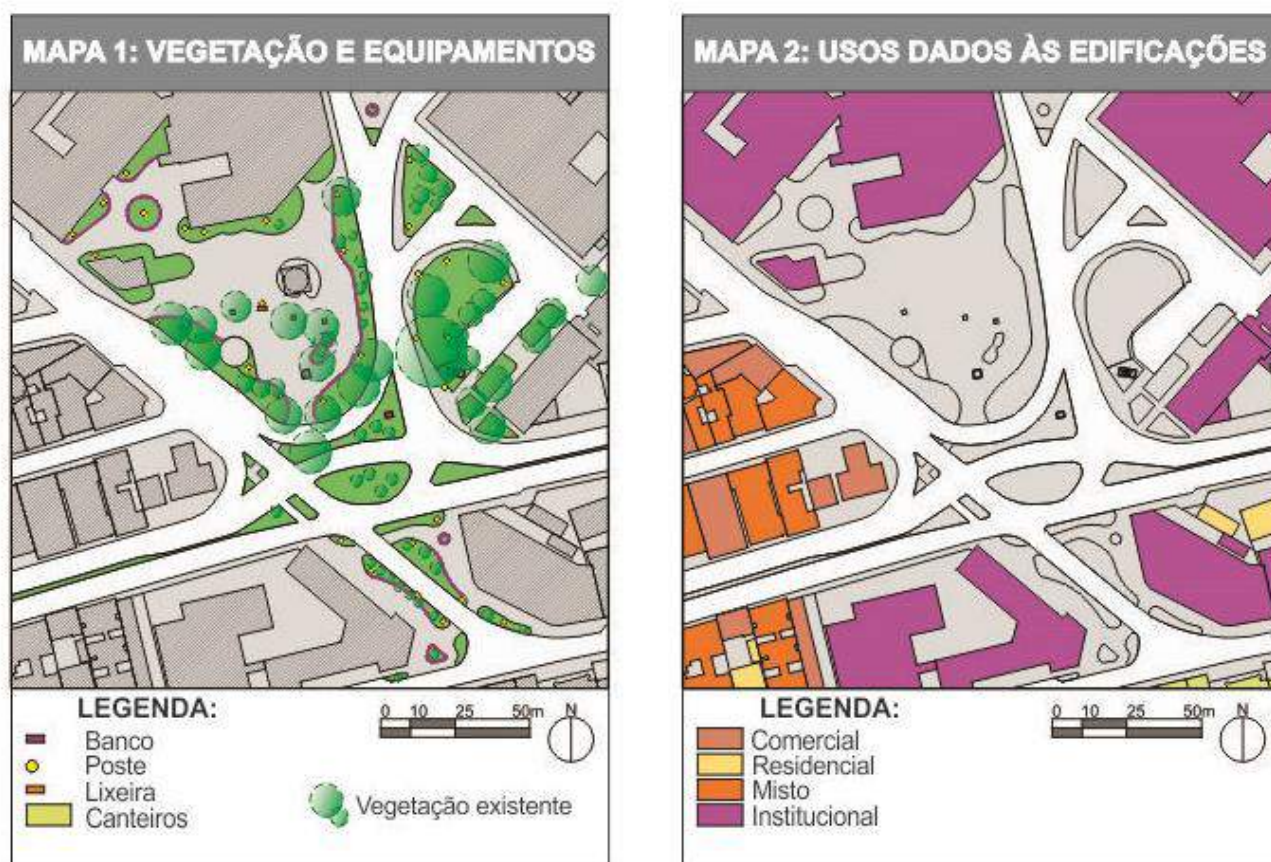 MAPA 1: VEGETAÇÃO E EQUIPAMENTOS
LEGENDA:
0 10 25 50m N
Banco
Poste
Lixeira
Canteiros
Vegetação existente
MAPA 2: USOS DADOS ÀS EDIFICAÇÕES
LEGENDA:
0 10 25 50m N
Comercial
Residencial
Misto
Institucional